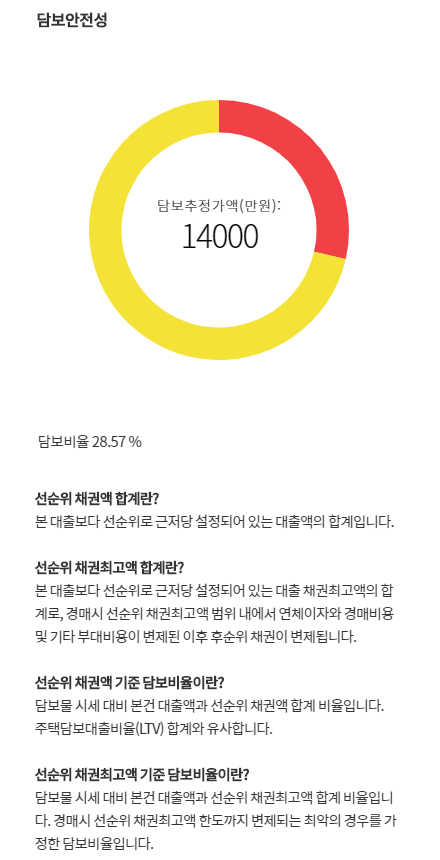 담보안전성
담보추정가액(만원):
14000
담보비율 28.57 %
선순위 채권액 합계란?
본 대출보다 선순위로 근저당 설정되어 있는 대출액의 합계입니다.
선순위 채권최고액 합계란?
본 대출보다 선순위로 근저당 설정되어 있는 대출 채권최고액의 합
계로, 경매시 선순위 채권최고액 범위 내에서 연체이자와 경매비용
및 기타 부대비용이 변제된 이후 후순위 채권이 변제됩니다.
선순위 채권액 기준 담보비율이란?
담보물 시세 대비 본건 대출액과 선순위 채권액 합계 비율입니다.
주택담보대출비율(LTV) 합계와 유사합니다.
선순위 채권최고액 기준 담보비율이란?
담보물 시세 대비 본건 대출액과 선순위 채권최고액 합계 비율입니
다. 경매시 선순위 채권최고액 한도까지 변제되는 최악의 경우를 가
정한 담보비율입니다.